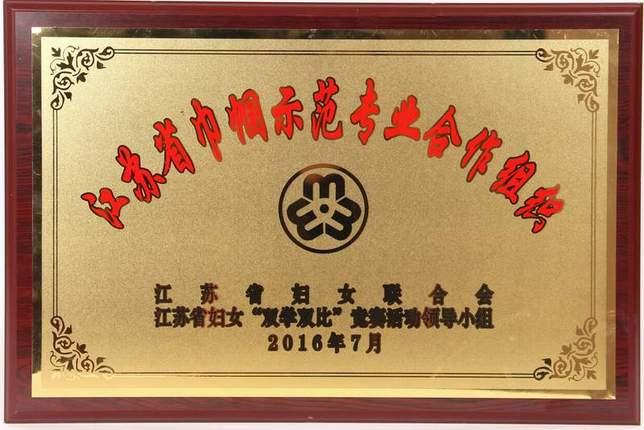 江苏省巾帼示范专业合作组织
江苏省妇女联合会
江苏省妇女“双学双比”竞赛活动领导小组
2016年7月